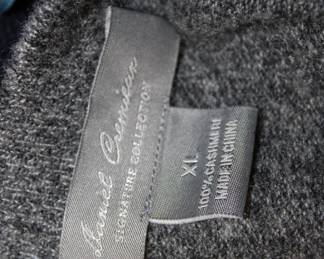 Daniel Cremieux
SIGNATURE COLLECTION
XL
100% CASHMERE
MADE IN CHINA